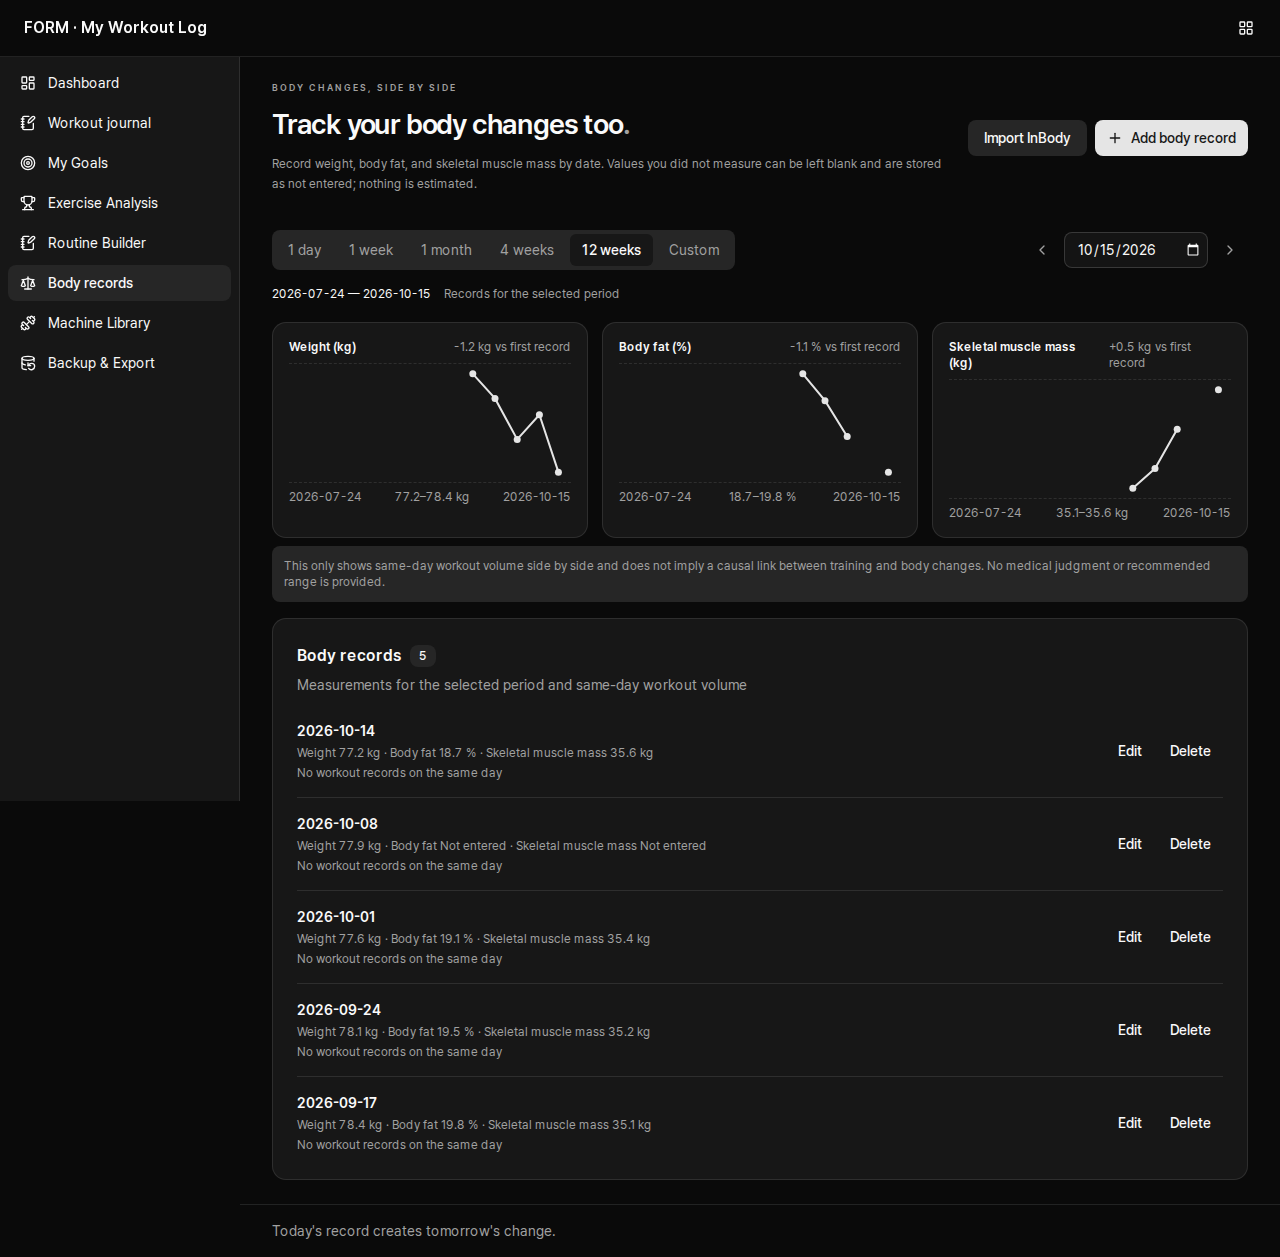 FORM · My Workout Log
Dashboard
Workout journal
My Goals
Exercise Analysis
Routine Builder
Body records
Machine Library
Backup & Export
BODY CHANGES, SIDE BY SIDE
Track your body changes too.
Record weight, body fat, and skeletal muscle mass by date. Values you did not measure can be left blank and are stored
as not entered; nothing is estimated.
Import InBody
Add body record
1 day 1 week 1 month 4 weeks 12 weeks Custom
10/15/2026
2026-07-24 — 2026-10-15 Records for the selected period
Weight (kg) -1.2 kg vs first record
2026-07-24 77.2–78.4 kg 2026-10-15
Body fat (%) -1.1 % vs first record
2026-07-24 18.7–19.8 % 2026-10-15
Skeletal muscle mass
(kg)
+0.5 kg vs first
record
2026-07-24 35.1–35.6 kg 2026-10-15
This only shows same-day workout volume side by side and does not imply a causal link between training and body changes. No medical judgment or recommended
range is provided.
Body records 5
Measurements for the selected period and same-day workout volume
2026-10-14
Weight 77.2 kg · Body fat 18.7 % · Skeletal muscle mass 35.6 kg
No workout records on the same day
Edit Delete
2026-10-08
Weight 77.9 kg · Body fat Not entered · Skeletal muscle mass Not entered
No workout records on the same day
Edit Delete
2026-10-01
Weight 77.6 kg · Body fat 19.1 % · Skeletal muscle mass 35.4 kg
No workout records on the same day
Edit Delete
2026-09-24
Weight 78.1 kg · Body fat 19.5 % · Skeletal muscle mass 35.2 kg
No workout records on the same day
Edit Delete
2026-09-17
Weight 78.4 kg · Body fat 19.8 % · Skeletal muscle mass 35.1 kg
No workout records on the same day
Edit Delete
Today's record creates tomorrow's change.